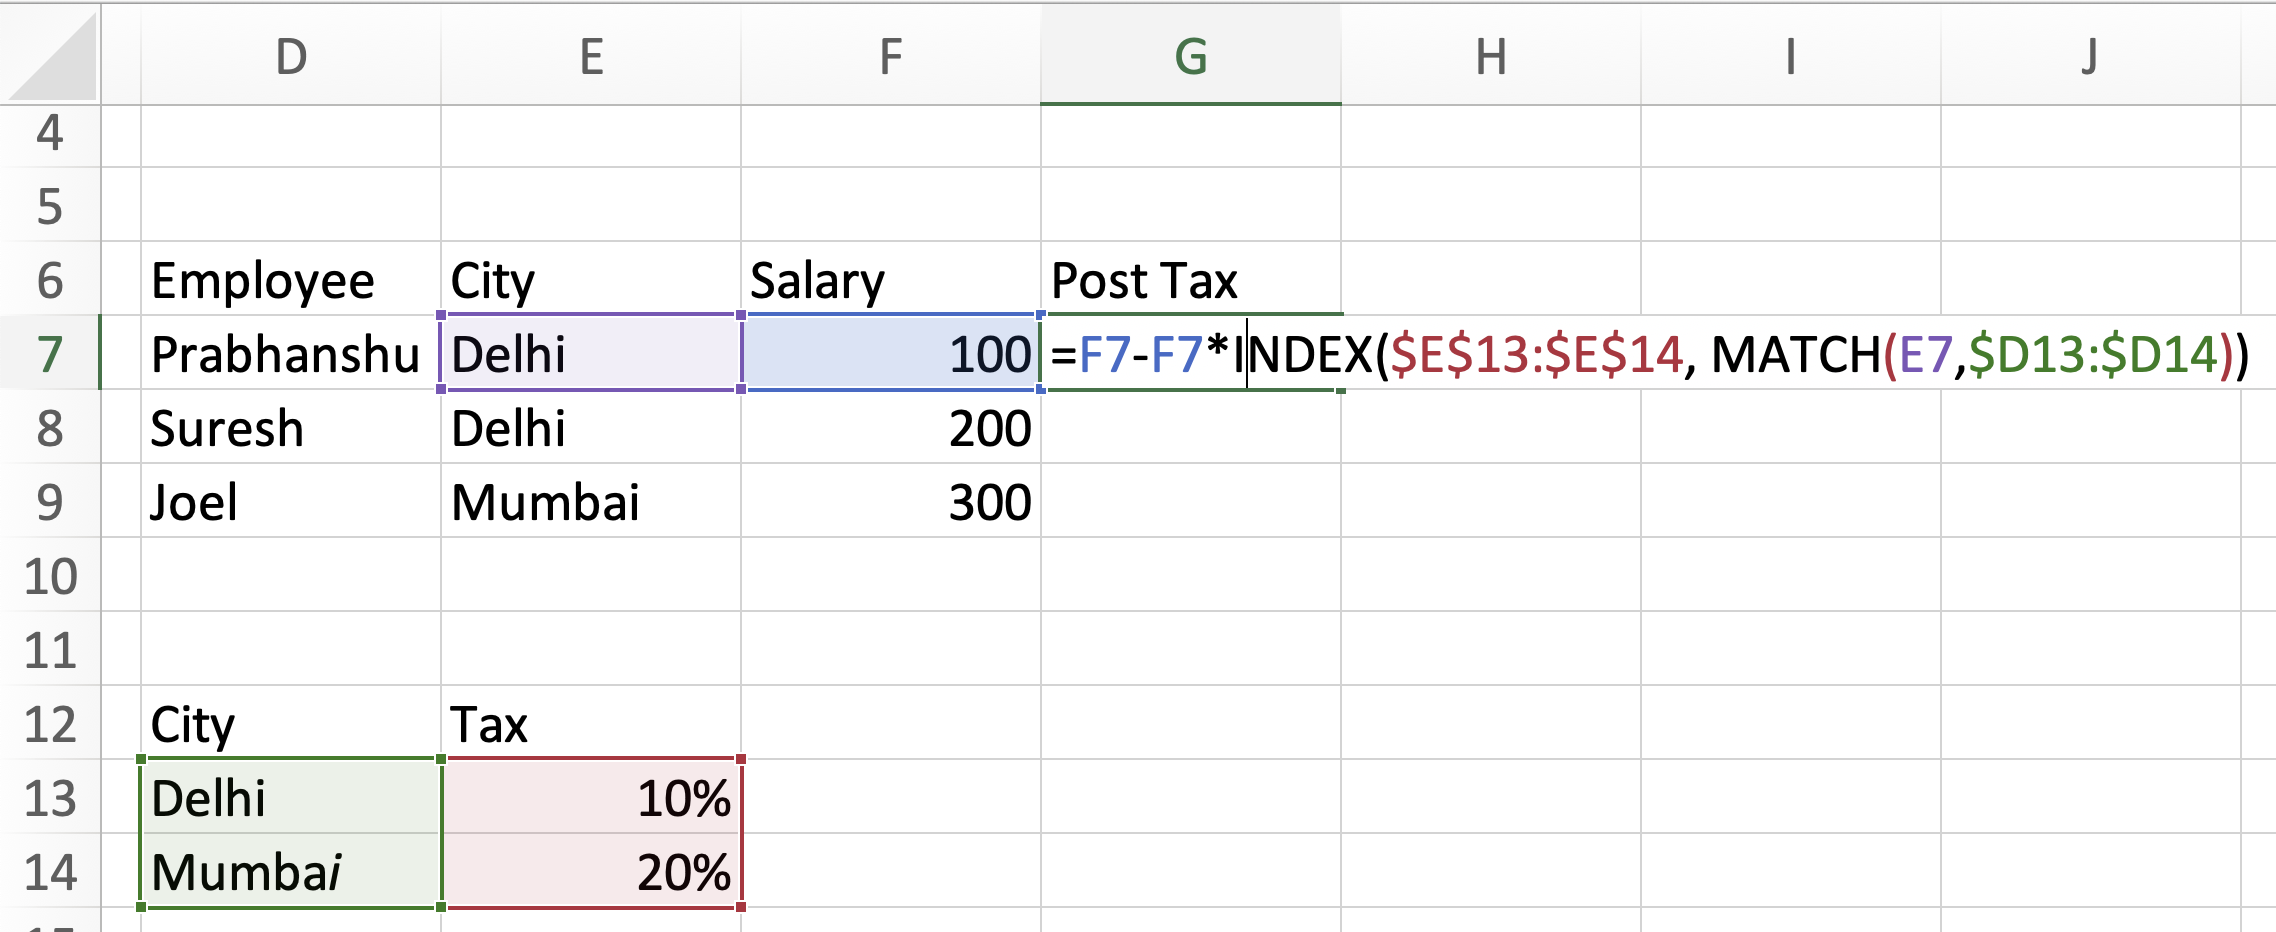 D E F G H I J
4
5
6 Employee City Salary Post Tax
7 Prabhanshu Delhi 100 =F7-F7*INDEX($E$13:$E$14, MATCH(E7,$D13:$D14))
8 Suresh Delhi 200
9 Joel Mumbai 300
10
11
12 City Tax
13 Delhi 10%
14 Mumbai 20%